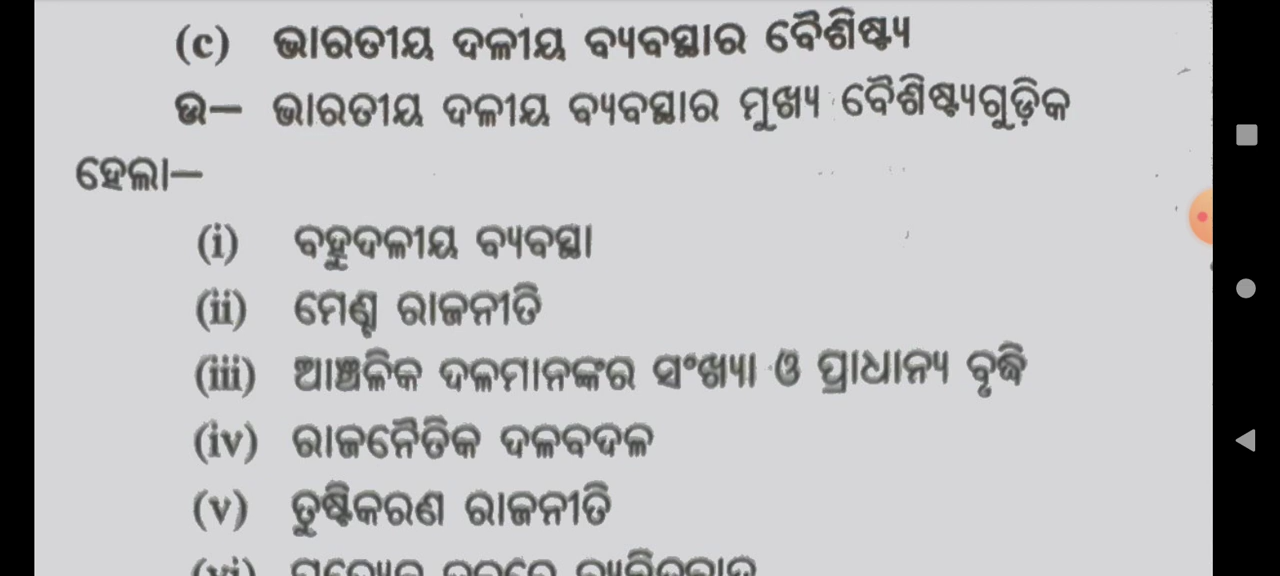 (c) ଭାରତୀୟ ଦଳୀୟ ବ୍ୟବସ୍ଥାର ବୈଶିଷ୍ଟ୍ୟ
ଉ– ଭାରତୀୟ ଦଳୀୟ ବ୍ୟବସ୍ଥାର ମୁଖ୍ୟ ବୈଶିଷ୍ଟ୍ୟଗୁଡ଼ିକ
ହେଲା–
(i) ବହୁଦଳୀୟ ବ୍ୟବସ୍ଥା
(ii) ମେଣ୍ଟ ରାଜନୀତି
(iii) ଆଞ୍ଚଳିକ ଦଳମାନଙ୍କର ସଂଖ୍ୟା ଓ ପ୍ରାଧାନ୍ୟ ବୃଦ୍ଧି
(iv) ରାଜନୈତିକ ଦଳବଦଳ
(v) ତୁଷ୍ଟିକରଣ ରାଜନୀତି
(vi)